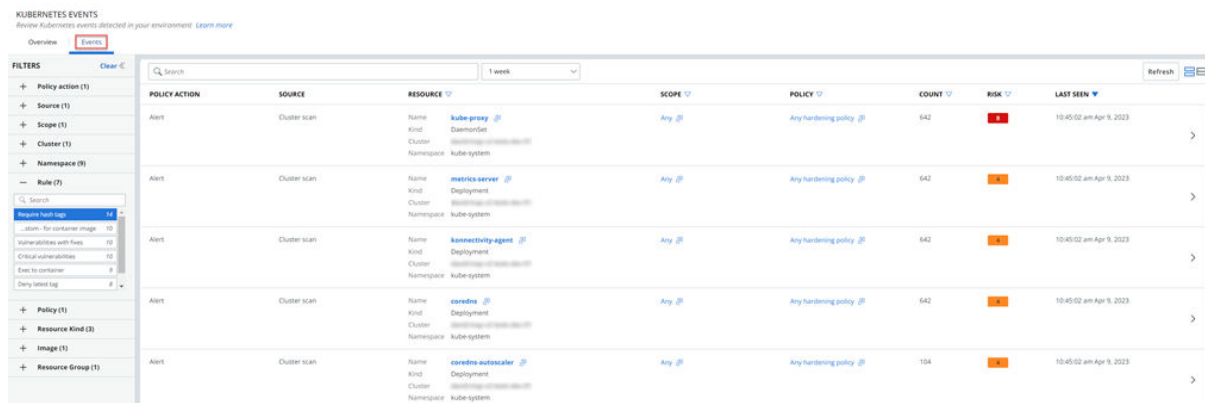 KUBERNETES EVENTS
Review Kubernetes events detected in your environment Learn more
Overview Events
FILTERS Clear
Policy action (1)
Source (1)
Scope (1)
Cluster (1)
Namespace (9)
Rule (7)
Search
Require hash tags 14
...stom - for container image 10
Vulnerabilities with fixes 10
Critical vulnerabilities 10
Exec to container 9
Deny latest tag 8
Policy (1)
Resource Kind (3)
Image (1)
Resource Group (1)
Search 1 week Refresh
POLICY ACTION SOURCE RESOURCE SCOPE POLICY COUNT RISK LAST SEEN
Alert Cluster scan Name kube-proxy Any Any hardening policy 642 8 10:45:02 am Apr 9, 2023
Kind DaemonSet
Cluster
Namespace kube-system
Alert Cluster scan Name metrics-server Any Any hardening policy 642 4 10:45:02 am Apr 9, 2023
Kind Deployment
Cluster
Namespace kube-system
Alert Cluster scan Name konnectivity-agent Any Any hardening policy 642 4 10:45:02 am Apr 9, 2023
Kind Deployment
Cluster
Namespace kube-system
Alert Cluster scan Name coredns Any Any hardening policy 642 4 10:45:02 am Apr 9, 2023
Kind Deployment
Cluster
Namespace kube-system
Alert Cluster scan Name coredns-autoscaler Any Any hardening policy 104 4 10:45:02 am Apr 9, 2023
Kind Deployment
Cluster
Namespace kube-system